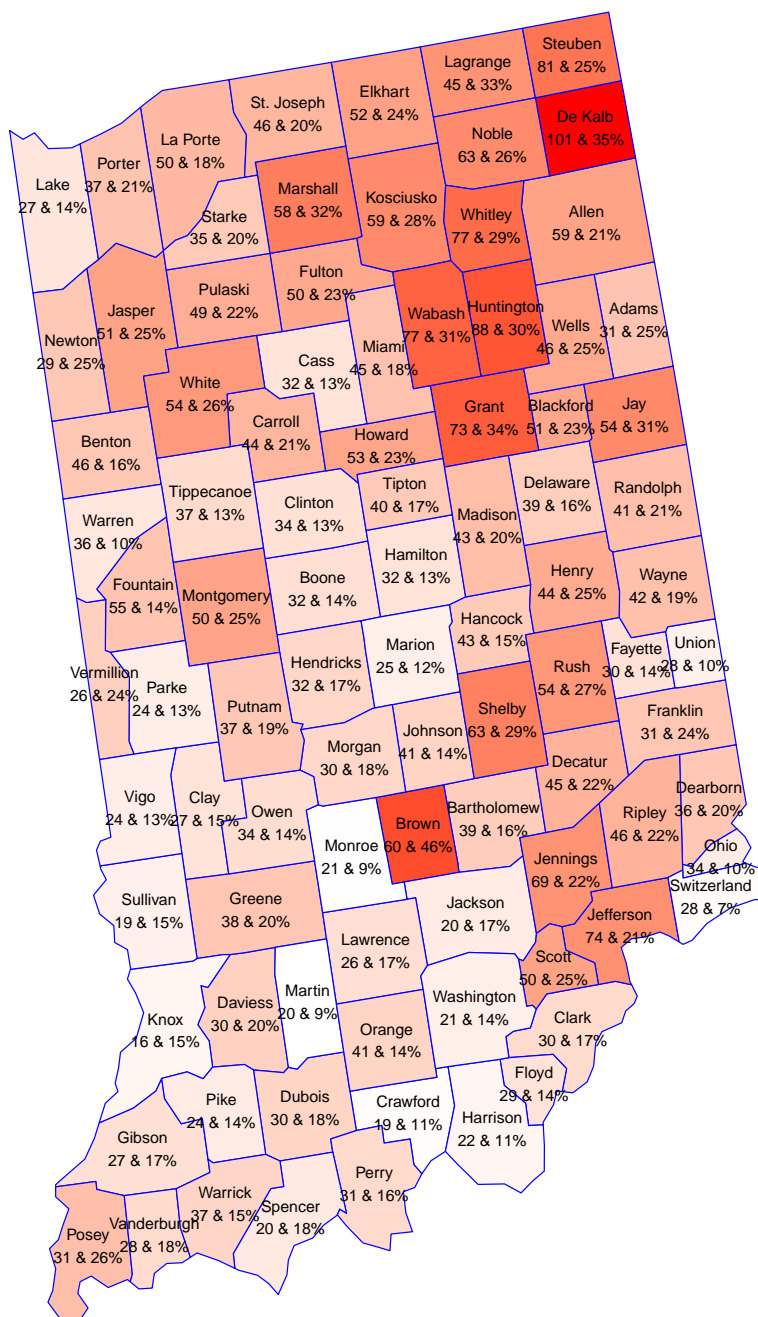 Steuben
81 & 25%
Lagrange
45 & 33%
Elkhart
52 & 24%
St. Joseph
46 & 20%
La Porte
50 & 18%
Porter
37 & 21%
Lake
27 & 14%
De Kalb
101 & 35%
Noble
63 & 26%
Marshall
58 & 32%
Kosciusko
59 & 28%
Starke
35 & 20%
Whitley
77 & 29%
Allen
59 & 21%
Fulton
50 & 23%
Pulaski
49 & 22%
Jasper
51 & 25%
Newton
29 & 25%
Wabash
77 & 31%
Huntington
88 & 30%
Wells
46 & 25%
Adams
31 & 25%
Miami
45 & 18%
Cass
32 & 13%
White
54 & 26%
Carroll
44 & 21%
Benton
46 & 16%
Howard
53 & 23%
Grant
73 & 34%
Blackford
51 & 23%
Jay
54 & 31%
Tippecanoe
37 & 13%
Clinton
34 & 13%
Tipton
40 & 17%
Madison
43 & 20%
Delaware
39 & 16%
Randolph
41 & 21%
Warren
36 & 10%
Fountain
55 & 14%
Montgomery
50 & 25%
Boone
32 & 14%
Hamilton
32 & 13%
Henry
44 & 25%
Wayne
42 & 19%
Hancock
43 & 15%
Marion
25 & 12%
Hendricks
32 & 17%
Vermillion
26 & 24%
Parke
24 & 13%
Putnam
37 & 19%
Rush
54 & 27%
Fayette
30 & 14%
Union
28 & 10%
Shelby
63 & 29%
Franklin
31 & 24%
Johnson
41 & 14%
Morgan
30 & 18%
Decatur
45 & 22%
Dearborn
36 & 20%
Vigo
24 & 13%
Clay
27 & 15%
Owen
34 & 14%
Monroe
21 & 9%
Brown
60 & 46%
Bartholomew
39 & 16%
Ripley
46 & 22%
Ohio
34 & 10%
Jennings
69 & 22%
Switzerland
28 & 7%
Sullivan
19 & 15%
Greene
38 & 20%
Jackson
20 & 17%
Jefferson
74 & 21%
Lawrence
26 & 17%
Scott
50 & 25%
Knox
16 & 15%
Daviess
30 & 20%
Martin
20 & 9%
Washington
21 & 14%
Orange
41 & 14%
Clark
30 & 17%
Floyd
29 & 14%
Pike
24 & 14%
Dubois
30 & 18%
Crawford
19 & 11%
Harrison
22 & 11%
Gibson
27 & 17%
Perry
31 & 16%
Warrick
37 & 15%
Spencer
20 & 18%
Vanderburgh
28 & 18%
Posey
31 & 26%